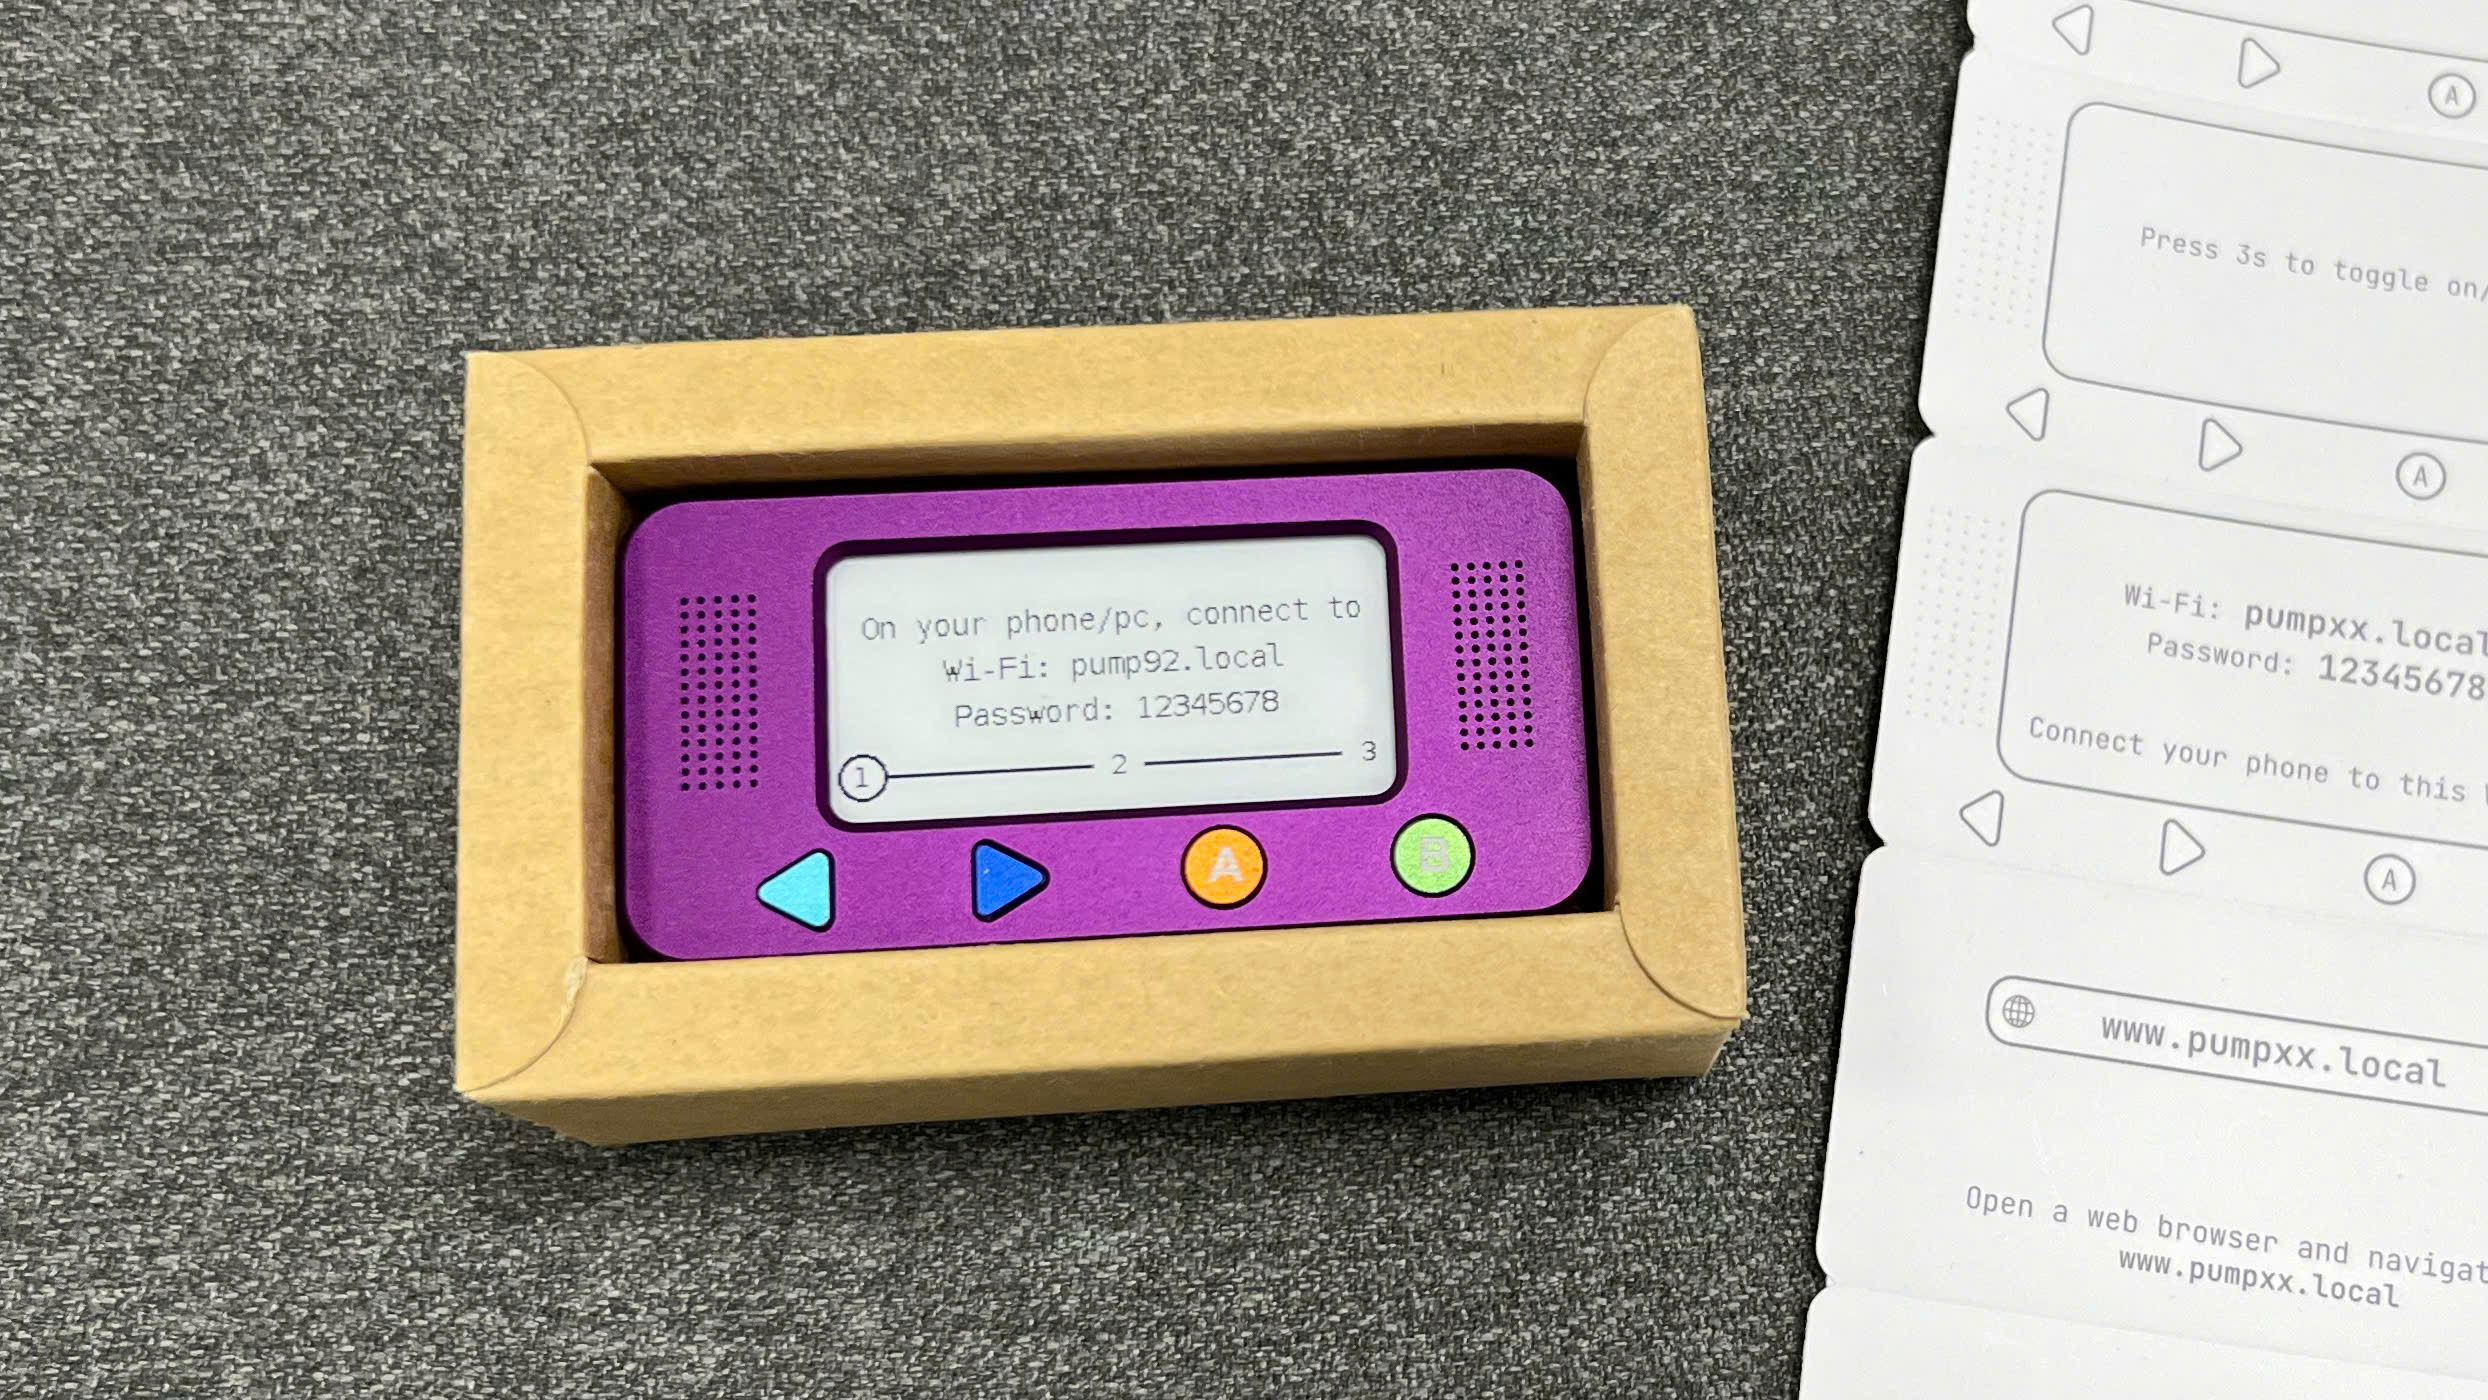 On your phone/pc, connect to
Wi-Fi: pump92.local
Password: 12345678
1 2 3
A B
A
Press 3s to toggle on/
A
Wi-Fi: pumpxx.local
Password: 12345678
Connect your phone to this
A
www.pumpxx.local
Open a web browser and
www.pumpxx.local